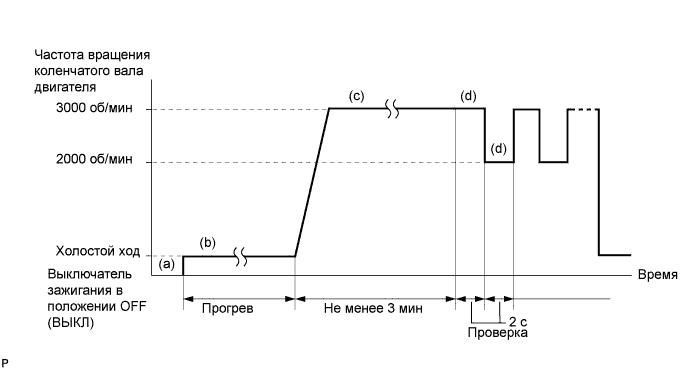 Частота вращения
коленчатого вала
двигателя
(c)
(d)
3000 об/мин
2000 об/мин
(d)
Холостой ход
(a)
(b)
Выключатель
зажигания в
положении OFF
(ВЫКЛ)
Время
Прогрев
Не менее 3 мин
2 с
Проверка
P